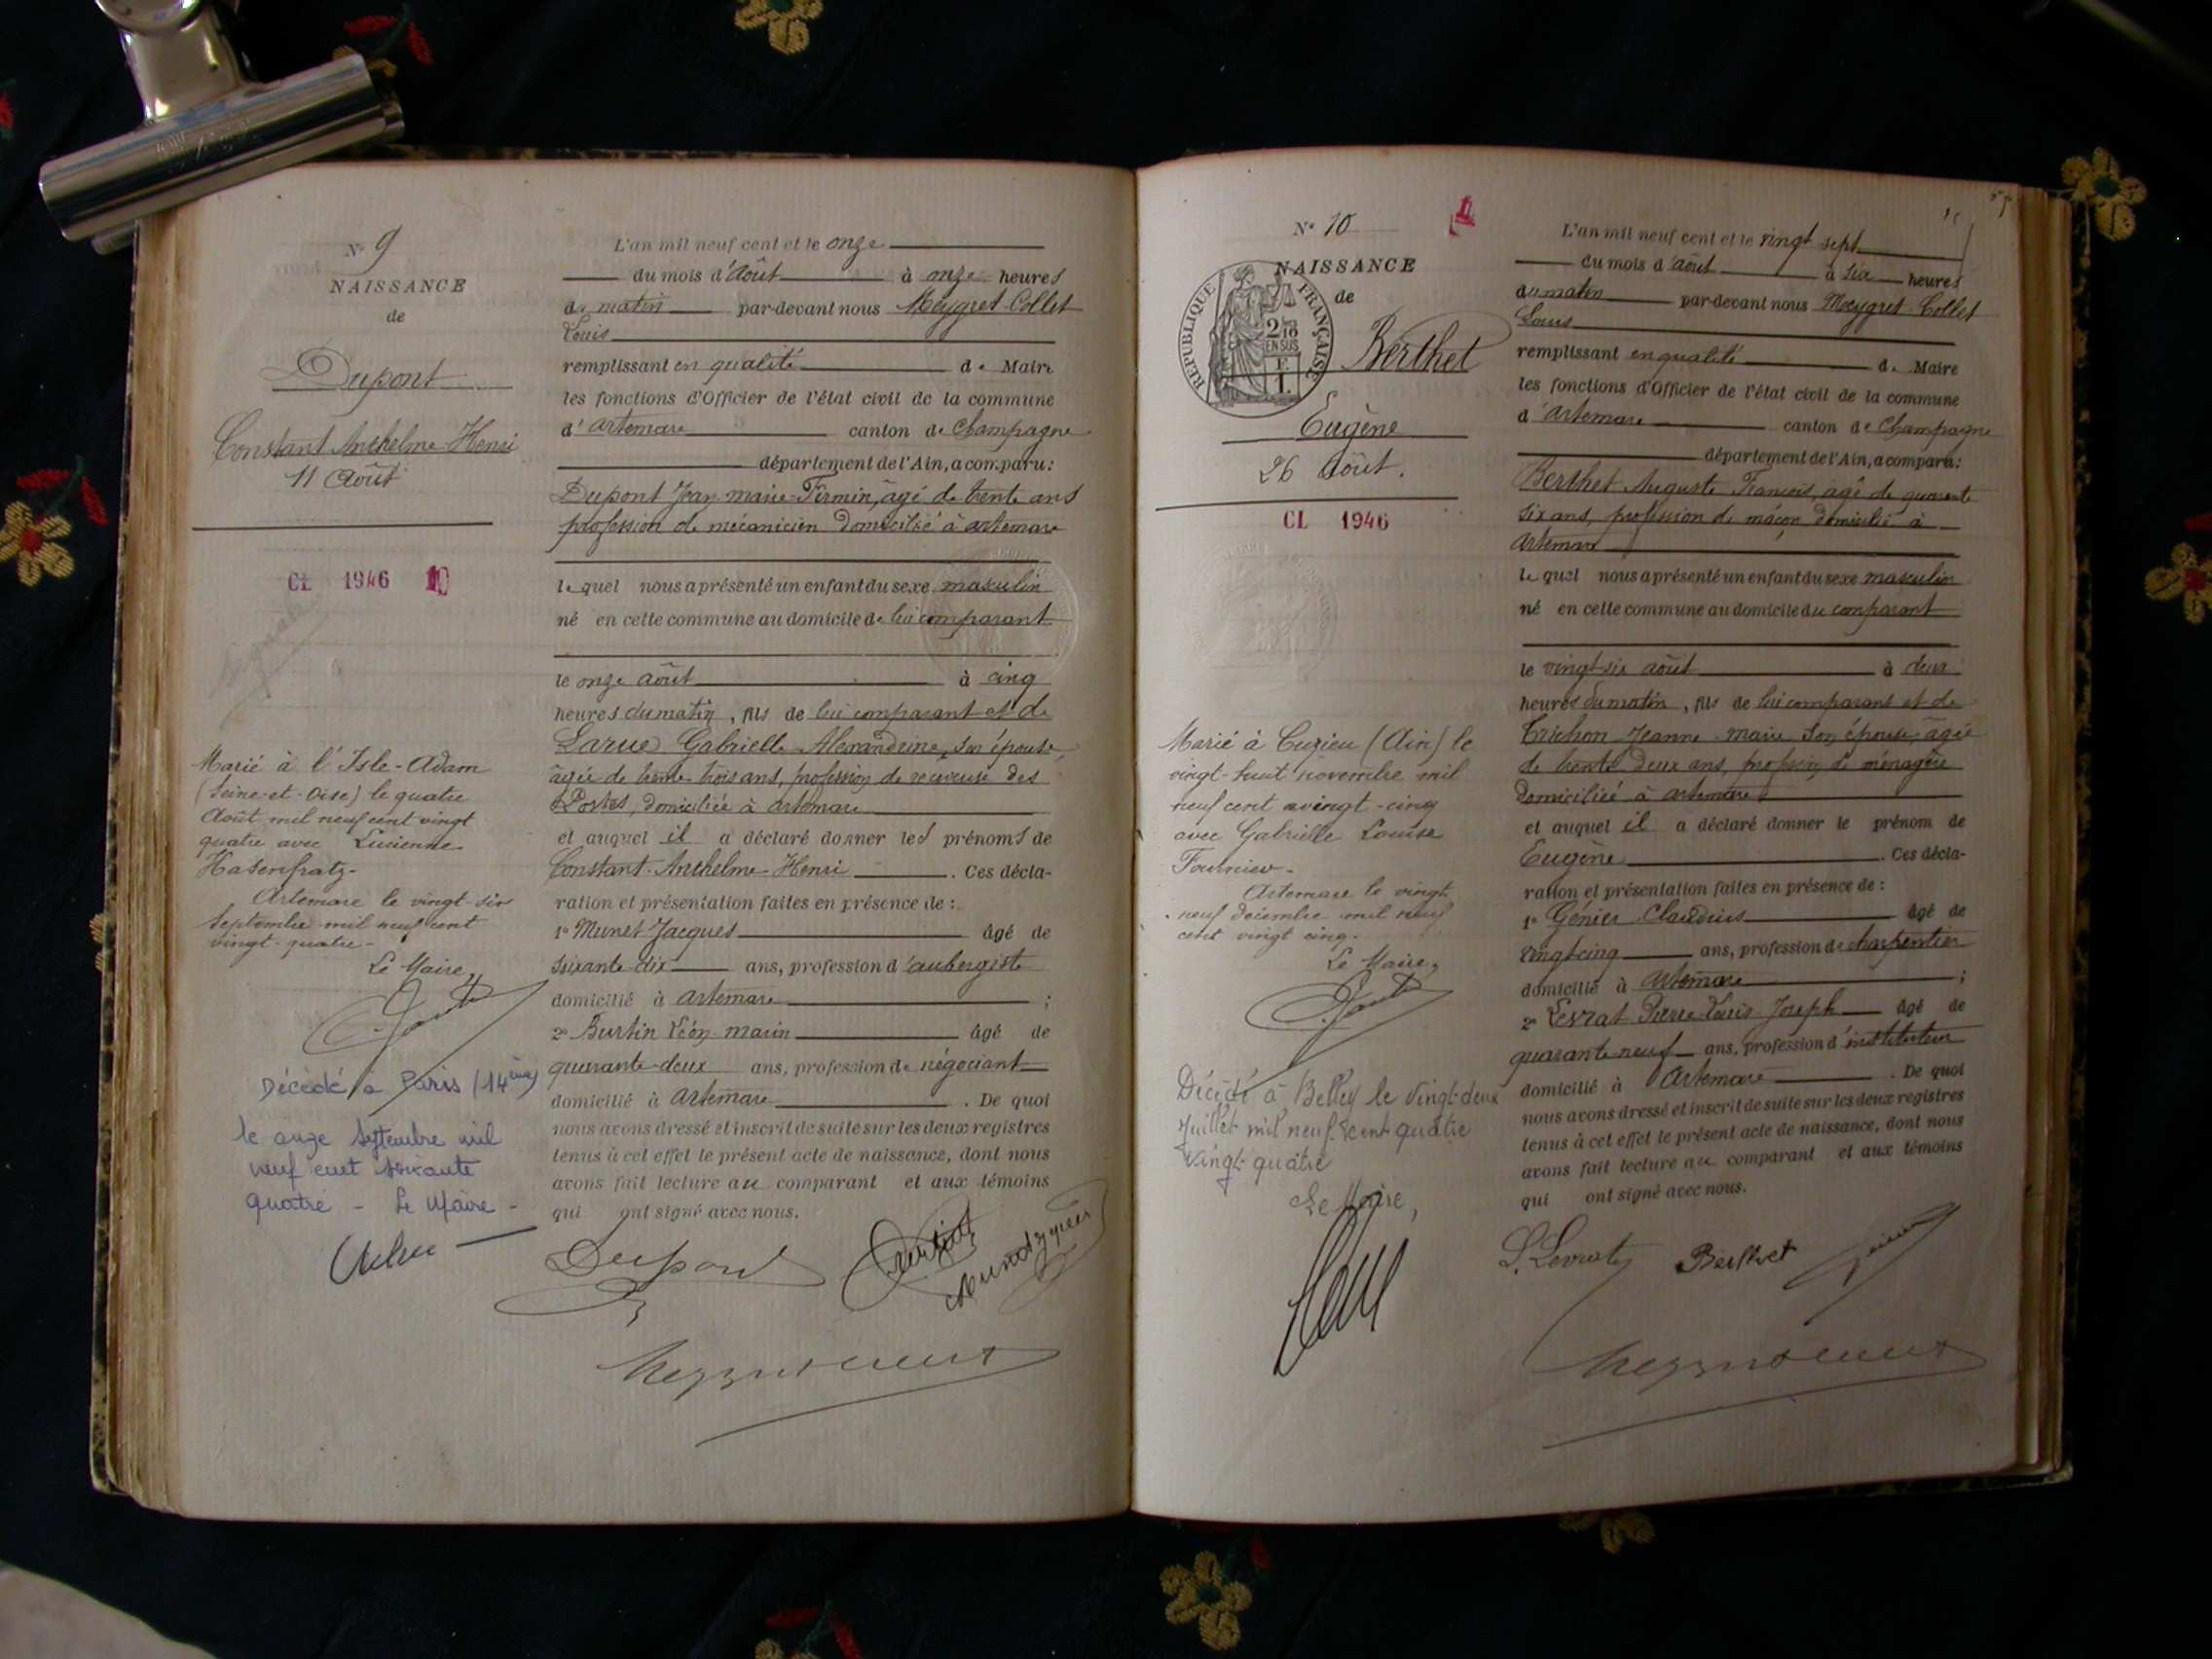 N° 9
NAISSANCE
de
Dupont
Constant Anthelme Henri
11 Août
CL 1946
Marié à l'Isle-Adam
(Seine-et-Oise) le quatre
Août mil neuf cent vingt
quatre avec Lucienne
Hasenfratz-
Artemare le vingt-six
Septembre mil neuf cent
vingt-quatre-
Le Maire,
Décédé à Paris (14ème)
le onze Septembre mil
neuf cent soixante
quatre - Le Maire -
L'an mil neuf cent et le onze
du mois d'août à onze heures
du matin par-devant nous Meygret-Collet
Louis
remplissant en qualité de Maire
les fonctions d'Officier de l'état civil de la commune
d'Artemare canton de Champagne
département de l'Ain, a comparu:
Dupont Jean-marie-Firmin, âgé de trente ans
profession de mécanicien domicilié à artemare
lequel nous a présenté un enfant du sexe masculin
né en cette commune au domicile de lui comparant
le onze août à cinq
heures du matin, fils de lui comparant et de
Larue Gabrielle Alexandrine, son épouse,
âgée de trente-trois ans, profession de receveuse des
Postes, domiciliée à artemare
et auquel il a déclaré donner les prénoms de
Constant-Anthelme-Henri. Ces décla-
ration et présentation faites en présence de :
1° Munet Jacques âgé de
soixante-dix ans, profession d'aubergiste
domicilié à artemare ;
2° Burtin Léon-marin âgé de
quarante-deux ans, profession de négociant
domicilié à Artemare. De quoi
nous avons dressé et inscrit de suite sur les deux registres
tenus à cet effet le présent acte de naissance, dont nous
avons fait lecture au comparant et aux témoins
qui ont signé avec nous.
Dupont
N° 10
NAISSANCE
de
REPUBLIQUE FRANÇAISE
Berthet
Eugène
26 Août.
CL 1946
Marié à Cuzieu (Ain) le
vingt-huit novembre mil
neuf cent vingt-cinq
avec Gabrielle Louise
Fournier-
Artemare le vingt
neuf décembre mil neuf
cent vingt cinq.
Le Maire,
Décédé à Belley le vingt-deux
Juillet mil neuf cent quatre
vingt-quatre
Le Maire,
L'an mil neuf cent et le vingt sept
du mois d'août à six heures
du matin par-devant nous Meygret-Collet
Louis
remplissant en qualité de Maire
les fonctions d'Officier de l'état civil de la commune
d'Artemare canton de Champagne
département de l'Ain, a comparu:
Berthet Auguste François, âgé de quarante
six ans, profession de maçon domicilié à
Artemare
lequel nous a présenté un enfant du sexe masculin
né en cette commune au domicile du comparant
le vingt-six août à deux
heures du matin, fils de lui comparant et de
Trichon Jeanne-marie son épouse, âgée
de trente deux ans, profession de ménagère
domiciliée à artemare
et auquel il a déclaré donner le prénom de
Eugène. Ces décla-
ration et présentation faites en présence de :
1° Génier Claudius âgé de
vingt-cinq ans, profession de charpentier
domicilié à artemare ;
2° Levrat Pierre-Louis-Joseph âgé de
quarante-neuf ans, profession d'instituteur
domicilié à Artemare. De quoi
nous avons dressé et inscrit de suite sur les deux registres
tenus à cet effet le présent acte de naissance, dont nous
avons fait lecture au comparant et aux témoins
qui ont signé avec nous.
L. Levrat Berthet